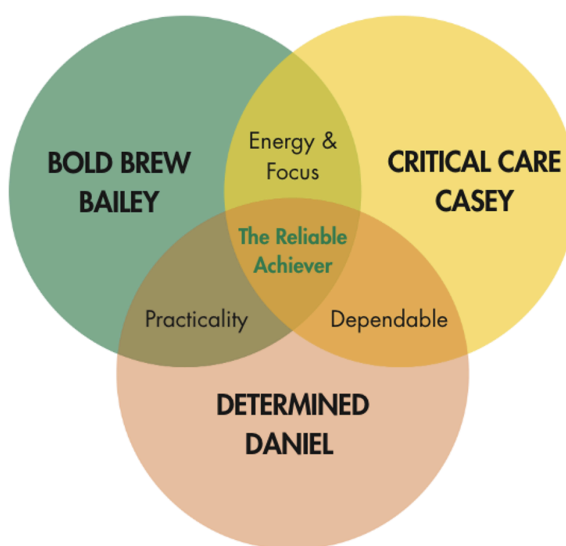 BOLD BREW
BAILEY
Energy &
Focus
CRITICAL CARE
CASEY
The Reliable
Achiever
Practicality
Dependable
DETERMINED
DANIEL